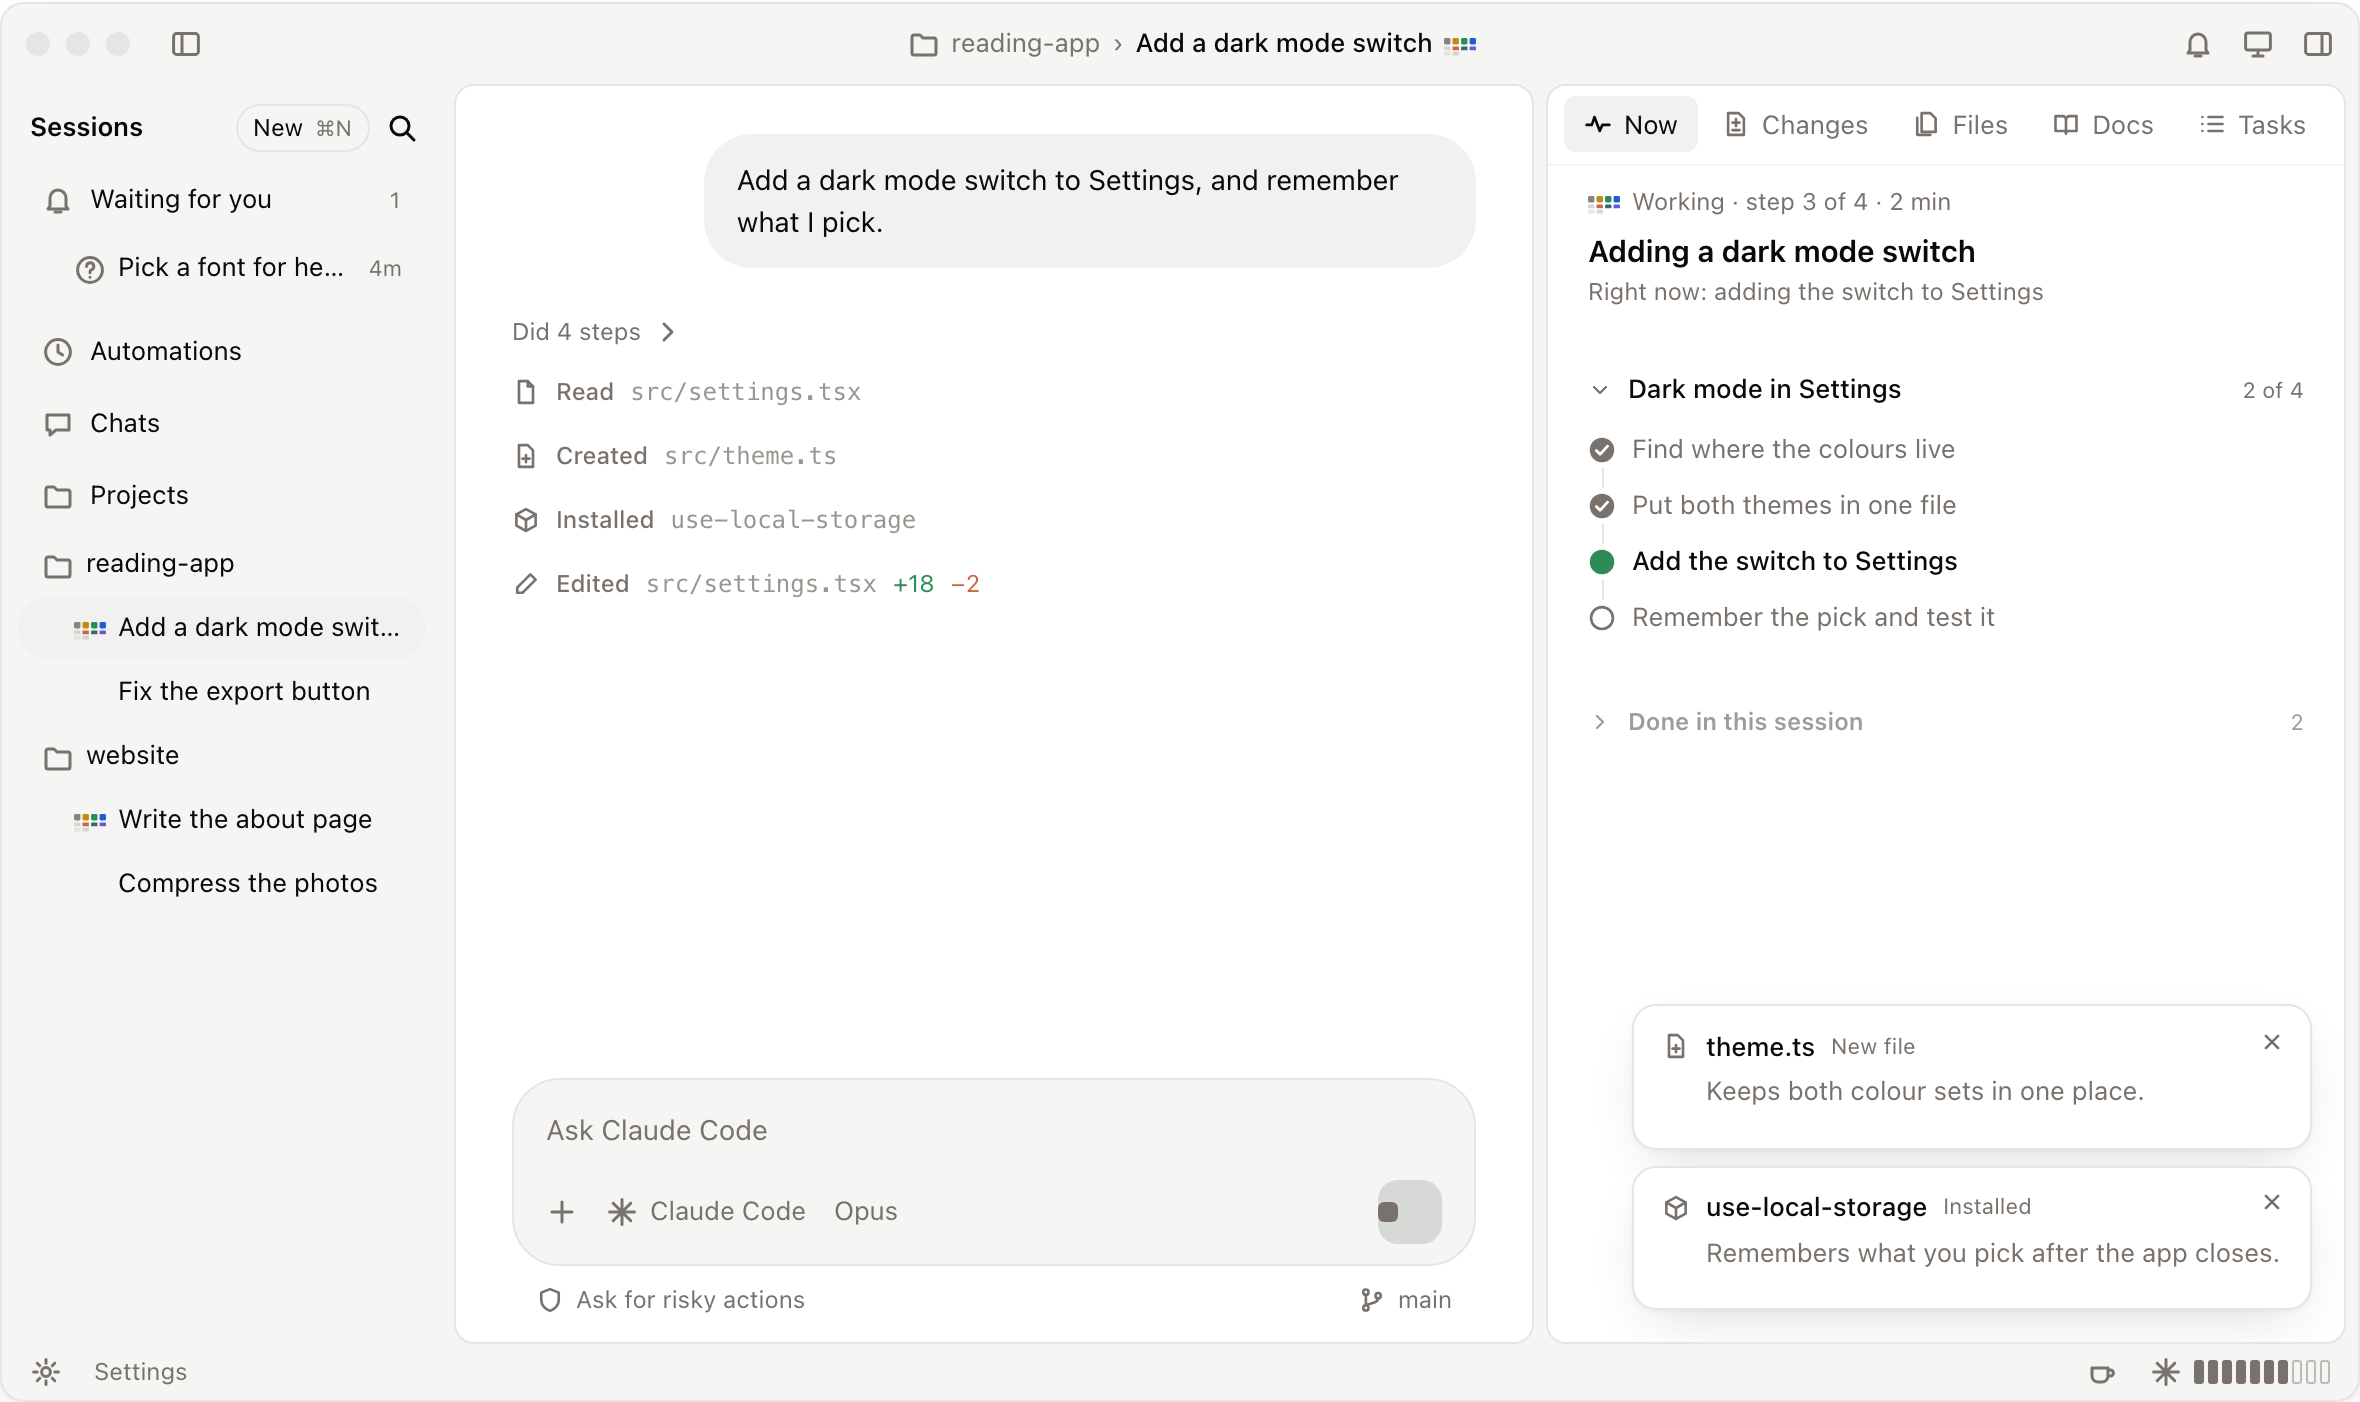 reading-app › Add a dark mode switch
Sessions
New ⌘N
Waiting for you 1
Pick a font for he... 4m
Automations
Chats
Projects
reading-app
Add a dark mode swit...
Fix the export button
website
Write the about page
Compress the photos
Settings
Add a dark mode switch to Settings, and remember
what I pick.
Did 4 steps
Read src/settings.tsx
Created src/theme.ts
Installed use-local-storage
Edited src/settings.tsx +18 −2
Ask Claude Code
Claude Code Opus
Ask for risky actions
main
Now Changes Files Docs Tasks
Working · step 3 of 4 · 2 min
Adding a dark mode switch
Right now: adding the switch to Settings
Dark mode in Settings 2 of 4
Find where the colours live
Put both themes in one file
Add the switch to Settings
Remember the pick and test it
Done in this session 2
theme.ts New file
Keeps both colour sets in one place.
use-local-storage Installed
Remembers what you pick after the app closes.